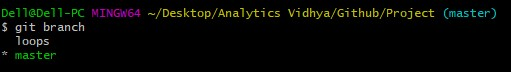 Dell@Dell-PC MINGW64 ~/Desktop/Analytics Vidhya/Github/Project (master)
$ git branch
  loops
* master